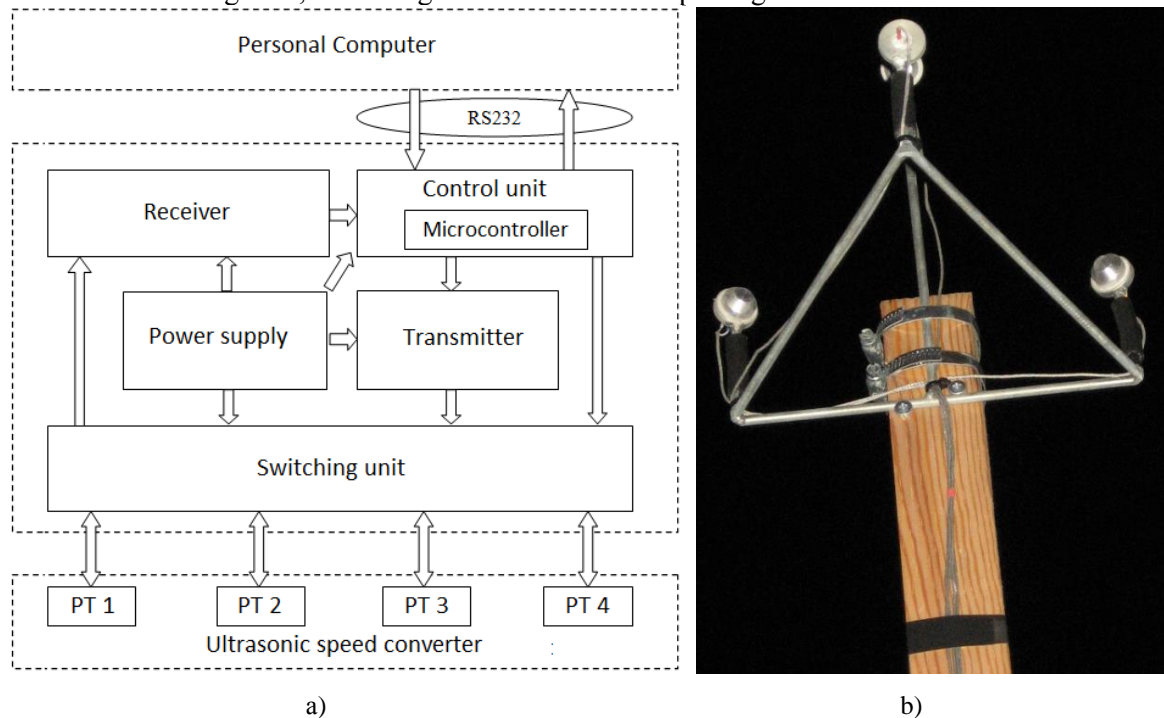 Personal Computer
RS232
Receiver
Control unit
Microcontroller
Power supply
Transmitter
Switching unit
PT 1
PT 2
PT 3
PT 4
Ultrasonic speed converter :
a)
b)